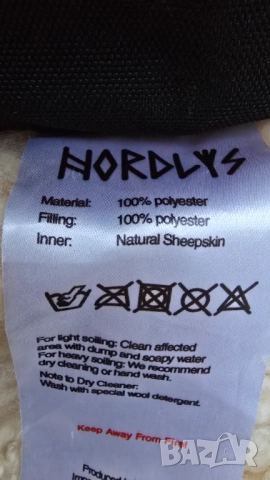 NORDLYS
Material: 100% polyester
Filling: 100% polyester
Inner: Natural Sheepskin
For light soiling: Clean affected
area with dump and soapy water
For heavy soiling: We recommend
dry cleaning or hand wash.
Note to Dry Cleaner:
Wash with special wool detergent.
Keep Away From Fire!
Produced
BAZAR